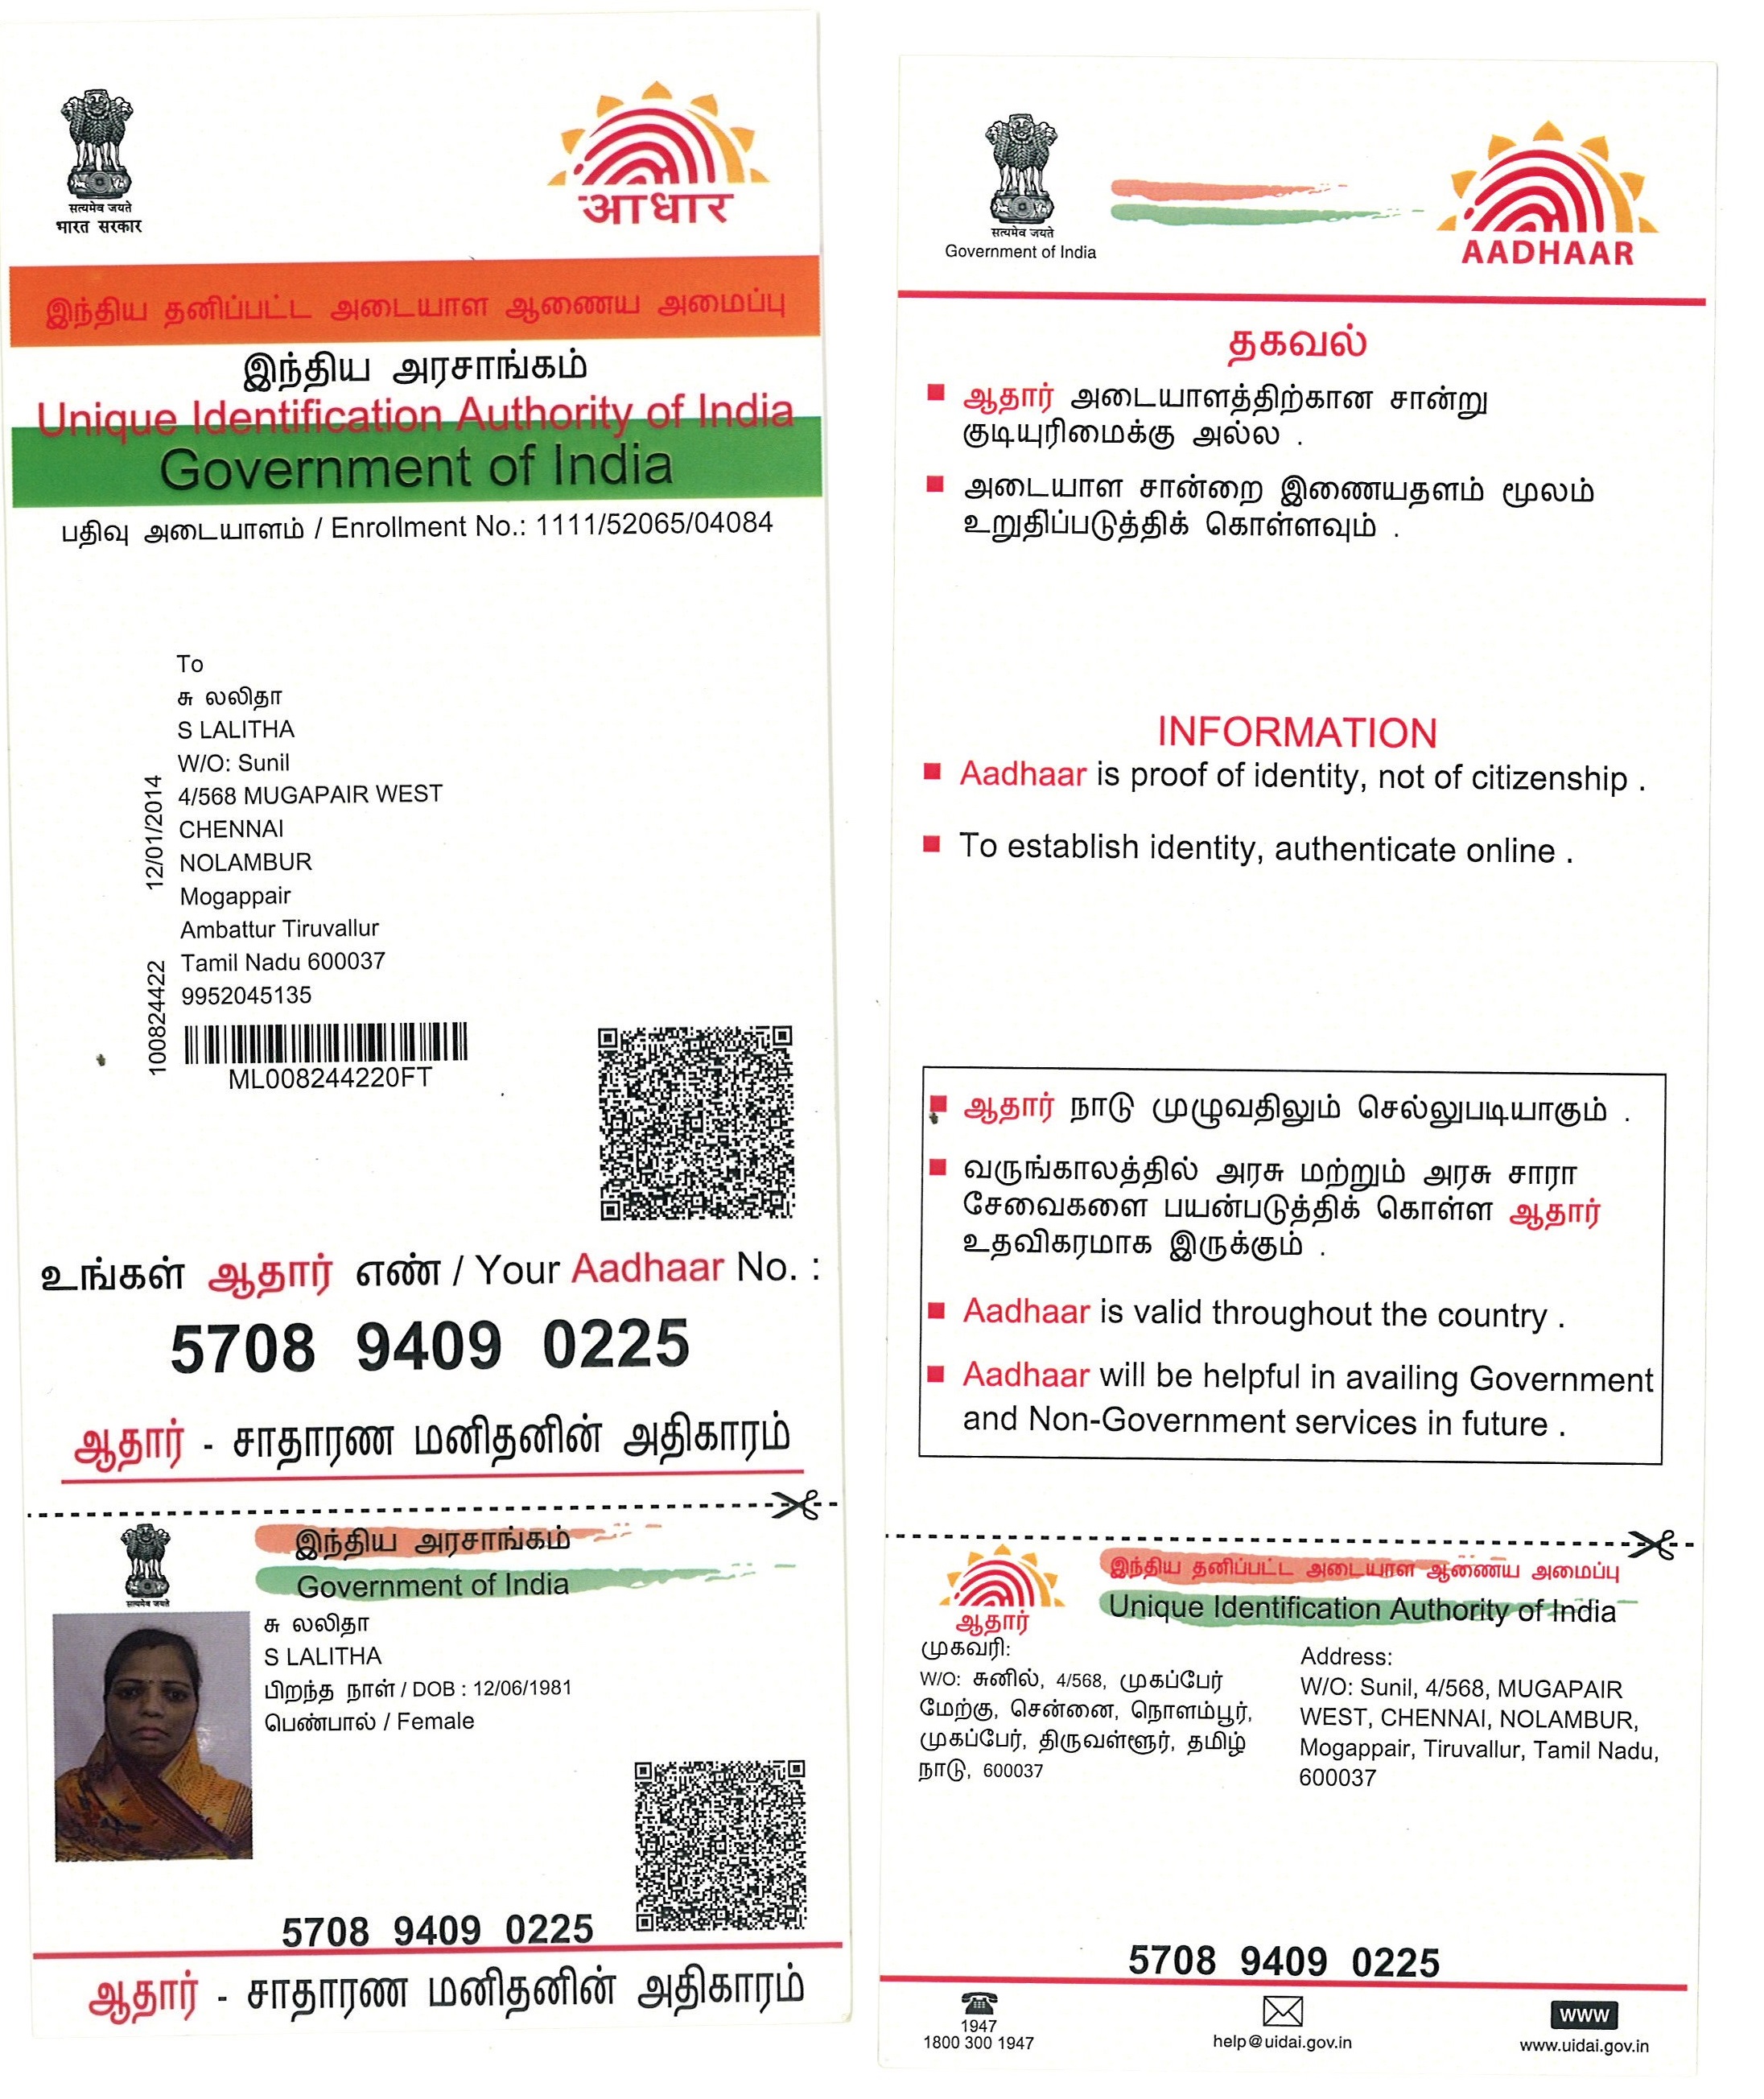 सत्यमेव जयते
भारत सरकार
आधार
இந்திய தனிப்பட்ட அடையாள ஆணைய அமைப்பு
இந்திய அரசாங்கம்
Unique Identification Authority of India
Government of India
பதிவு அடையாளம் / Enrollment No.: 1111/52065/04084
To
சு லலிதா
S LALITHA
W/O: Sunil
4/568 MUGAPAIR WEST
CHENNAI
NOLAMBUR
Mogappair
Ambattur Tiruvallur
Tamil Nadu 600037
9952045135
12/01/2014
100824422
ML008244220FT
உங்கள் ஆதார் எண் / Your Aadhaar No. :
5708 9409 0225
ஆதார் - சாதாரண மனிதனின் அதிகாரம்
सत्यमेव जयते
இந்திய அரசாங்கம்
Government of India
சு லலிதா
S LALITHA
பிறந்த நாள் / DOB : 12/06/1981
பெண்பால் / Female
5708 9409 0225
ஆதார் - சாதாரண மனிதனின் அதிகாரம்
सत्यमेव जयते
Government of India
AADHAAR
தகவல்
ஆதார் அடையாளத்திற்கான சான்று
குடியுரிமைக்கு அல்ல .
அடையாள சான்றை இணையதளம் மூலம்
உறுதிப்படுத்திக் கொள்ளவும் .
INFORMATION
Aadhaar is proof of identity, not of citizenship .
To establish identity, authenticate online .
ஆதார் நாடு முழுவதிலும் செல்லுபடியாகும் .
வருங்காலத்தில் அரசு மற்றும் அரசு சாரா
சேவைகளை பயன்படுத்திக் கொள்ள ஆதார்
உதவிகரமாக இருக்கும் .
Aadhaar is valid throughout the country .
Aadhaar will be helpful in availing Government
and Non-Government services in future .
ஆதார்
இந்திய தனிப்பட்ட அடையாள ஆணைய அமைப்பு
Unique Identification Authority of India
முகவரி:
W/O: சுனில், 4/568, முகப்பேர்
மேற்கு, சென்னை, நொளம்பூர்,
முகப்பேர், திருவள்ளூர், தமிழ்
நாடு, 600037
Address:
W/O: Sunil, 4/568, MUGAPAIR
WEST, CHENNAI, NOLAMBUR,
Mogappair, Tiruvallur, Tamil Nadu,
600037
5708 9409 0225
1947
1800 300 1947
help@uidai.gov.in
www
www.uidai.gov.in